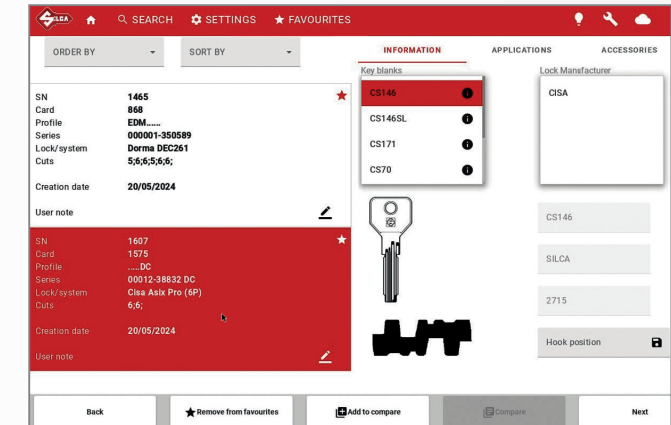 SILCA SEARCH SETTINGS FAVOURITES
ORDER BY SORT BY
INFORMATION APPLICATIONS ACCESSORIES
Key blanks
Lock Manufacturer
CS146
CS146SL
CS171
CS70
CISA
SN 1465
Card 868
Profile EDM......
Series 000001-350589
Lock/system Dorma DEC261
Cuts 5;6;6;5;6;6;
Creation date 20/05/2024
User note
SN 1607
Card 1575
Profile .....DC
Series 00012-38832 DC
Lock/system Cisa Asix Pro (6P)
Cuts 6;6;
Creation date 20/05/2024
User note
CS146
SILCA
2715
Hook position
Back Remove from favourites Add to compare Compare Next